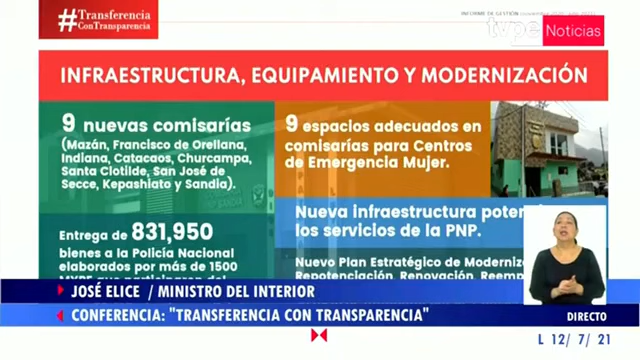 #Transferencia
ConTransparencia
INFORME DE GESTIÓN
tvpe Noticias
INFRAESTRUCTURA, EQUIPAMIENTO Y MODERNIZACIÓN
9 nuevas comisarías
(Mazán, Francisco de Orellana,
Indiana, Catacaos, Churcampa,
Santa Clotilde, San José de
Secce, Kepashiato y Sandia).
9 espacios adecuados en
comisarías para Centros
de Emergencia Mujer.
Entrega de 831,950
bienes a la Policía Nacional
elaborados por más de 1500
Nueva infraestructura poten
los servicios de la PNP.
Nuevo Plan Estratégico de Moderniz
Repotenciación, Renovación, Reemp
JOSÉ ELICE / MINISTRO DEL INTERIOR
CONFERENCIA: "TRANSFERENCIA CON TRANSPARENCIA"
DIRECTO
L 12/ 7/ 21